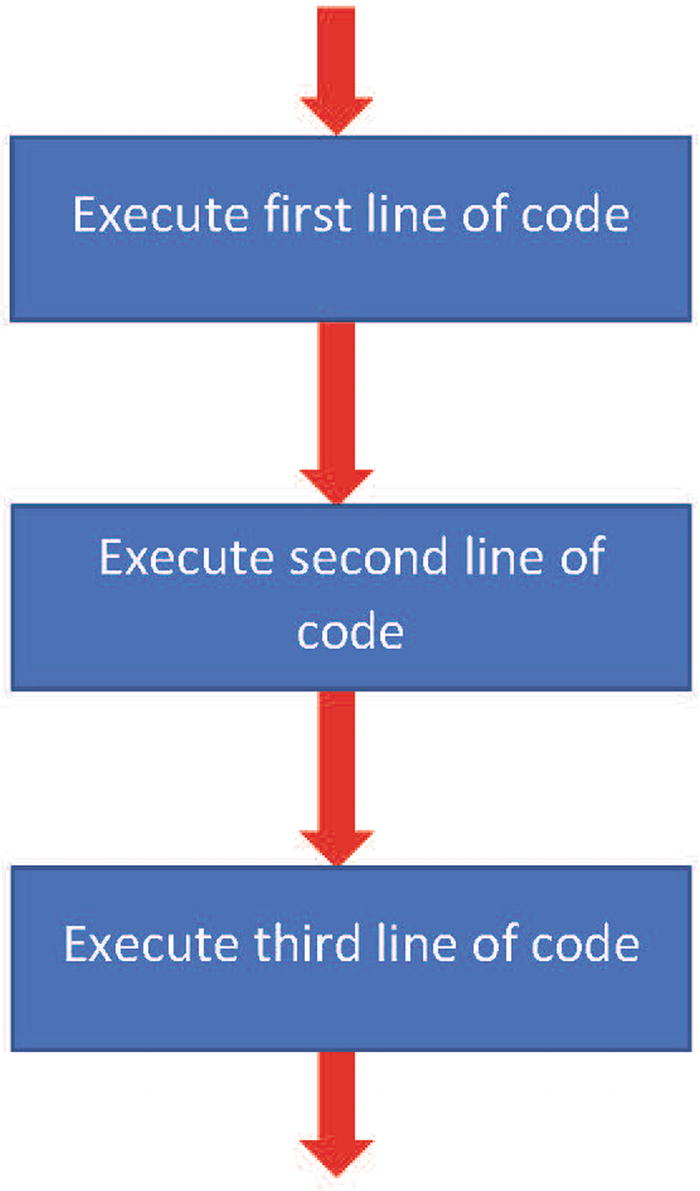 Execute first line of code
Execute second line of
code
Execute third line of code